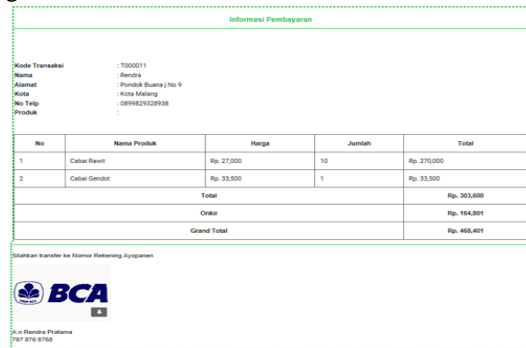 Informasi Pembayaran
Kode Transaksi : T000011
Nama : Rendra
Alamat : Pondok Buana j No 9
Kota : Kota Malang
No Telp : 0899829328938
Produk :
No Nama Produk Harga Jumlah Total
1 Cabai Rawit Rp. 27,000 10 Rp. 270,000
2 Cabai Gendot Rp. 33,500 1 Rp. 33,500
Total Rp. 303,600
Onkir Rp. 164,801
Grand Total Rp. 468,401
Silahkan transfer ke Nomor Rekening Ayopanen
BCA
A.n Rendra Pratama
787 876 8768